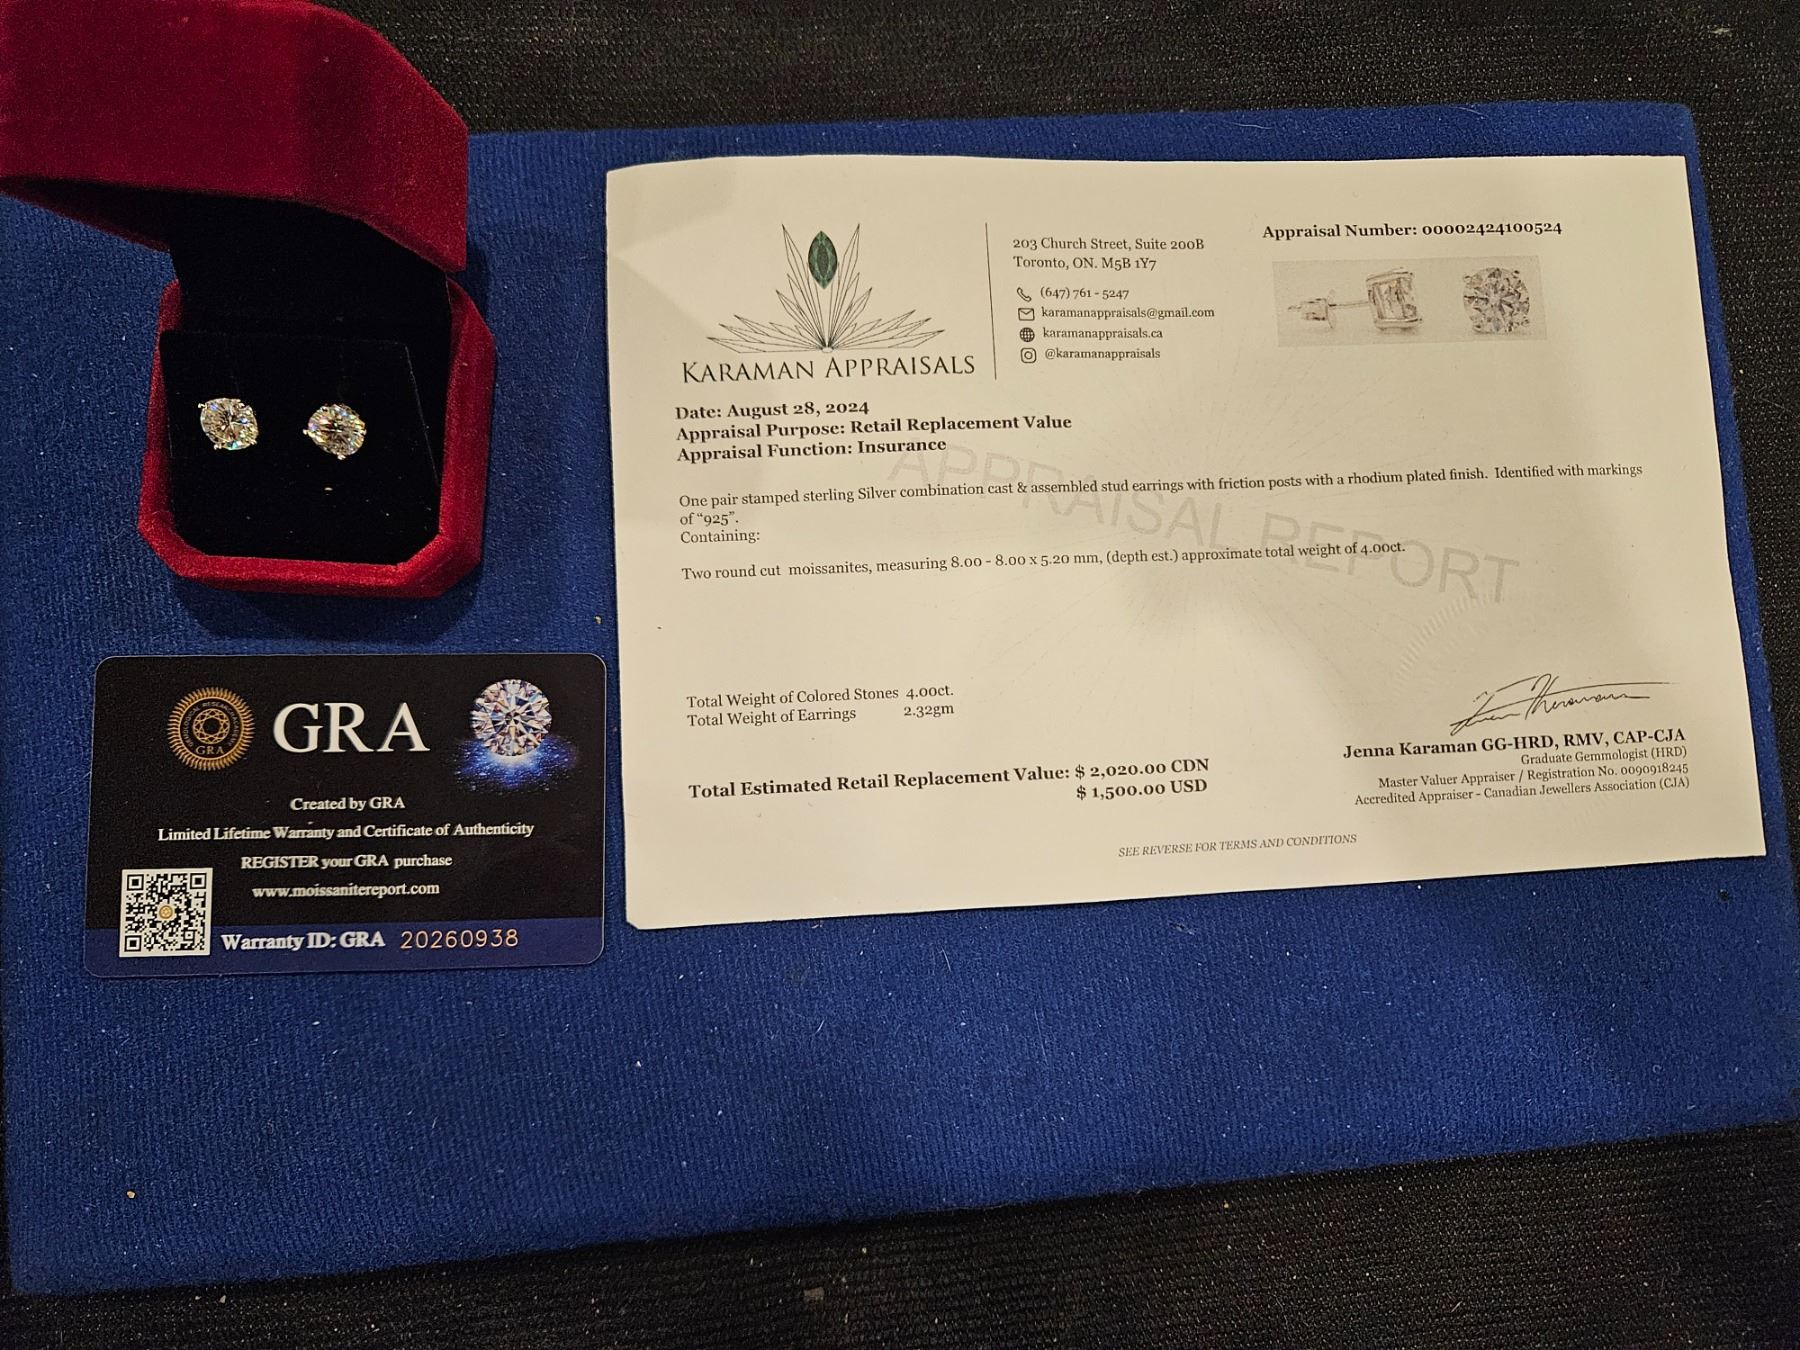 KARAMAN APPRAISALS
203 Church Street, Suite 200B
Toronto, ON. M5B 1Y7
(647) 761 - 5247
karamanappraisals@gmail.com
karamanappraisals.ca
@karamanappraisals
Appraisal Number: 00002424100524
Date: August 28, 2024
Appraisal Purpose: Retail Replacement Value
Appraisal Function: Insurance
APPRAISAL REPORT
One pair stamped sterling Silver combination cast & assembled stud earrings with friction posts with a rhodium plated finish. Identified with markings
of "925".
Containing:
Two round cut moissanites, measuring 8.00 - 8.00 x 5.20 mm, (depth est.) approximate total weight of 4.00ct.
Total Weight of Colored Stones 4.00ct.
Total Weight of Earrings 2.32gm
Total Estimated Retail Replacement Value: $ 2,020.00 CDN
$ 1,500.00 USD
Jenna Karaman GG-HRD, RMV, CAP-CJA
Graduate Gemmologist (HRD)
Master Valuer Appraiser / Registration No. 0090918245
Accredited Appraiser - Canadian Jewellers Association (CJA)
SEE REVERSE FOR TERMS AND CONDITIONS
GRA
GRA
Created by GRA
Limited Lifetime Warranty and Certificate of Authenticity
REGISTER your GRA purchase
www.moissanitereport.com
Warranty ID: GRA 20260938